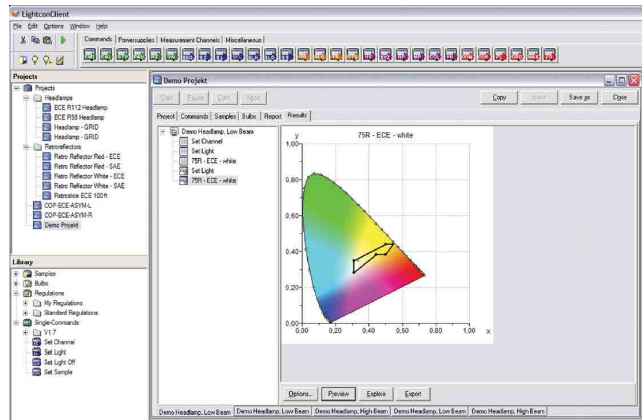 LightconClient
File Edit Options Window Help
Commands Powersupplies Measurement Channels Miscellaneous
Projects
Projects
Headlamps
ECE R112 Headlamp
ECE R98 Headlamp
Headlamp - GRID
Headlamp - GRID
Retroreflectors
Retro Reflector Red - ECE
Retro Reflector Red - SAE
Retro Reflector White - ECE
Retro Reflector White - SAE
COP-ECE-ASYM-L
COP-ECE-ASYM-R
Demo Projekt
Library
Samples
Bulbs
Regulations
My Regulations
Standard Regulations
Single-Commands
V1.7
Set Channel
Set Light
Set Light Off
Set Sample
Demo Projekt
Start Pause Cont. Abort Copy Insert Save as Close
Project Commands Samples Bulbs Report Results
Demo Headlamp, Low Beam
Set Channel
Set Light
75R - ECE - white
Set Light
75R - ECE - white
75R - ECE - white
y
1,00
0,80
0,60
0,40
0,20
0,00
0,00 0,20 0,40 0,60 0,80 1,00 x
Options... Preview Explore Export
Demo Headlamp, Low Beam Demo Headlamp, Low Beam Demo Headlamp, High Beam Demo Headlamp, Low Beam Demo Headlamp, High Beam